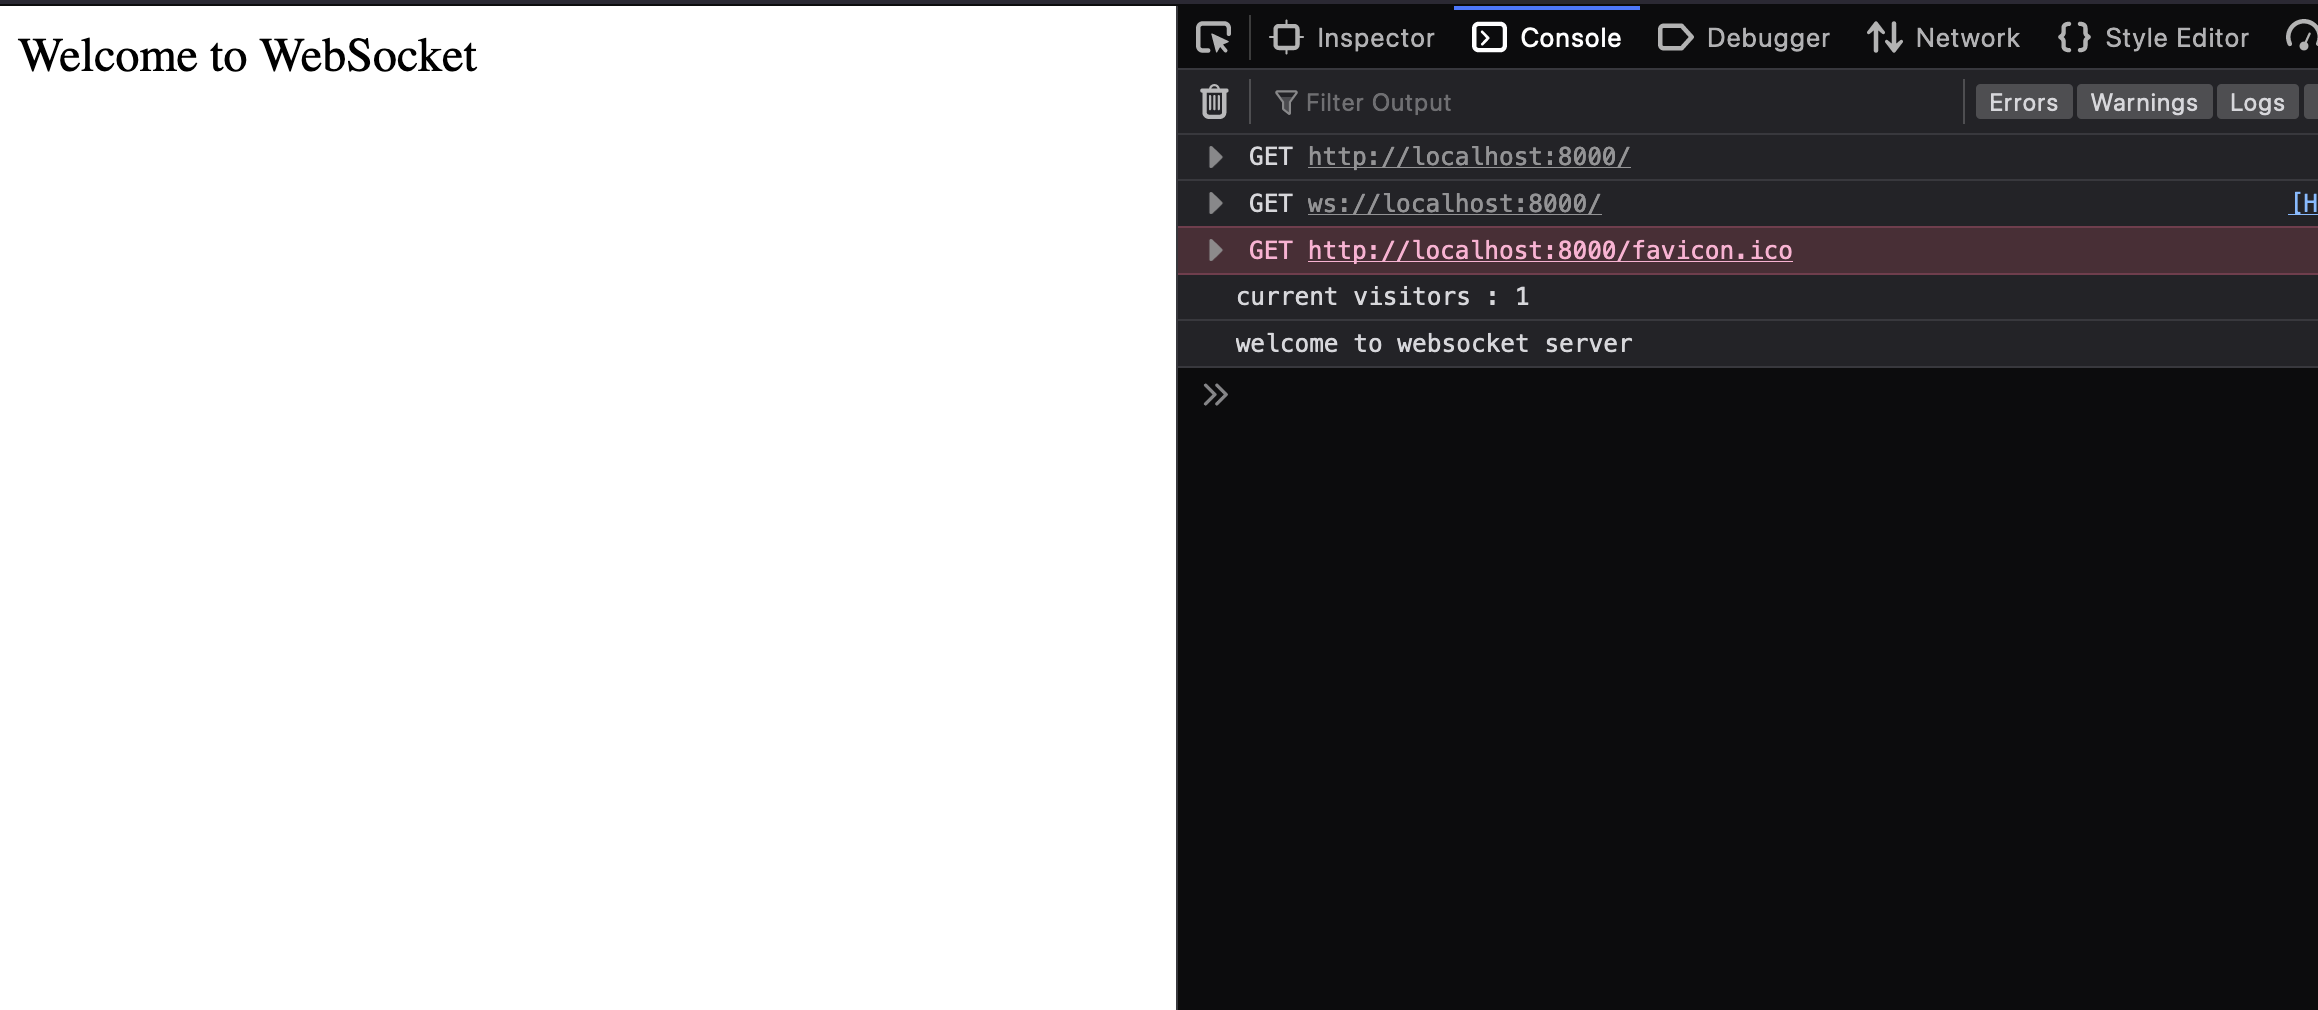 Welcome to WebSocket
Inspector Console Debugger Network Style Editor
Filter Output Errors Warnings Logs
GET http://localhost:8000/
GET ws://localhost:8000/ [H
GET http://localhost:8000/favicon.ico
current visitors : 1
welcome to websocket server